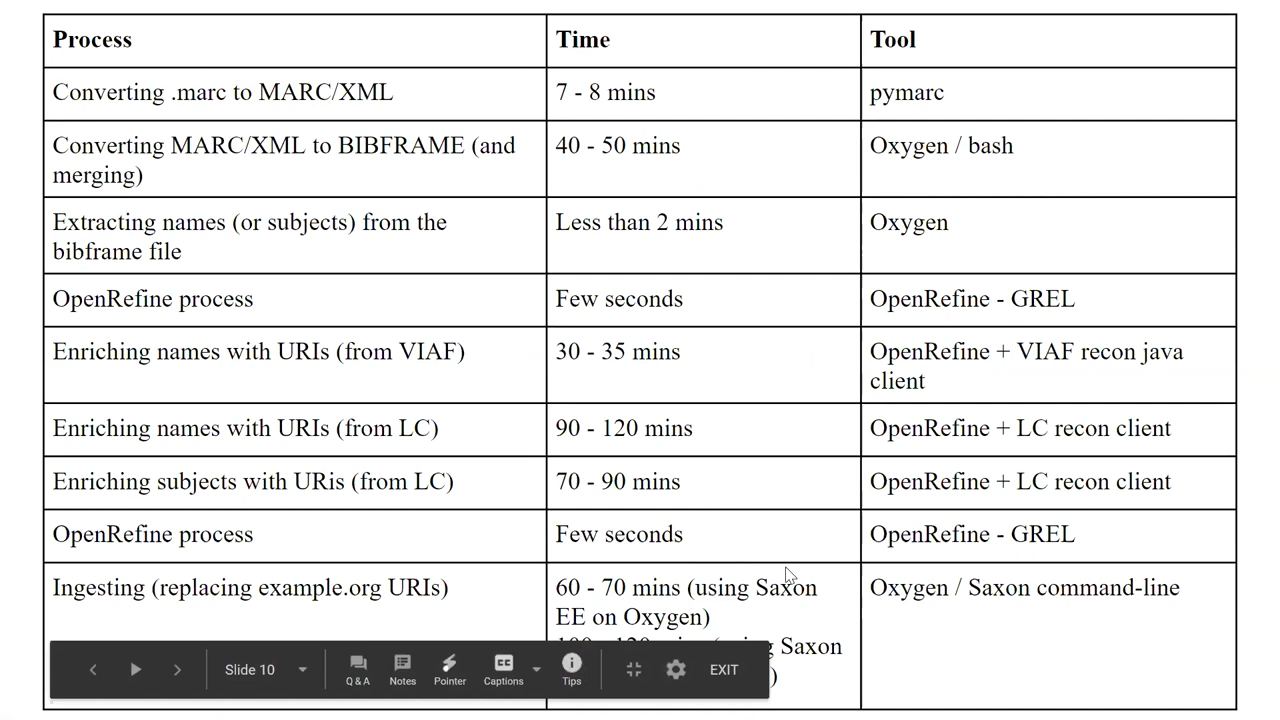 Process Time Tool
Converting .marc to MARC/XML 7 - 8 mins pymarc
Converting MARC/XML to BIBFRAME (and 40 - 50 mins Oxygen / bash
merging)
Extracting names (or subjects) from the Less than 2 mins Oxygen
bibframe file
OpenRefine process Few seconds OpenRefine - GREL
Enriching names with URIs (from VIAF) 30 - 35 mins OpenRefine + VIAF recon java
client
Enriching names with URIs (from LC) 90 - 120 mins OpenRefine + LC recon client
Enriching subjects with URis (from LC) 70 - 90 mins OpenRefine + LC recon client
OpenRefine process Few seconds OpenRefine - GREL
Ingesting (replacing example.org URIs) 60 - 70 mins (using Saxon Oxygen / Saxon command-line
EE on Oxygen)
Saxon
)
Slide 10 Q & A Notes Pointer CC Captions Tips EXIT